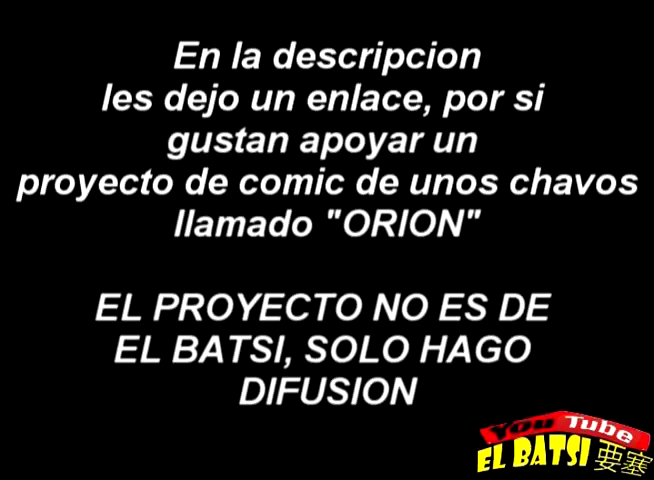 En la descripcion
les dejo un enlace, por si
gustan apoyar un
proyecto de comic de unos chavos
llamado "ORION"
EL PROYECTO NO ES DE
EL BATSI, SOLO HAGO
DIFUSION
YOU Tube
EL BATSI 要塞